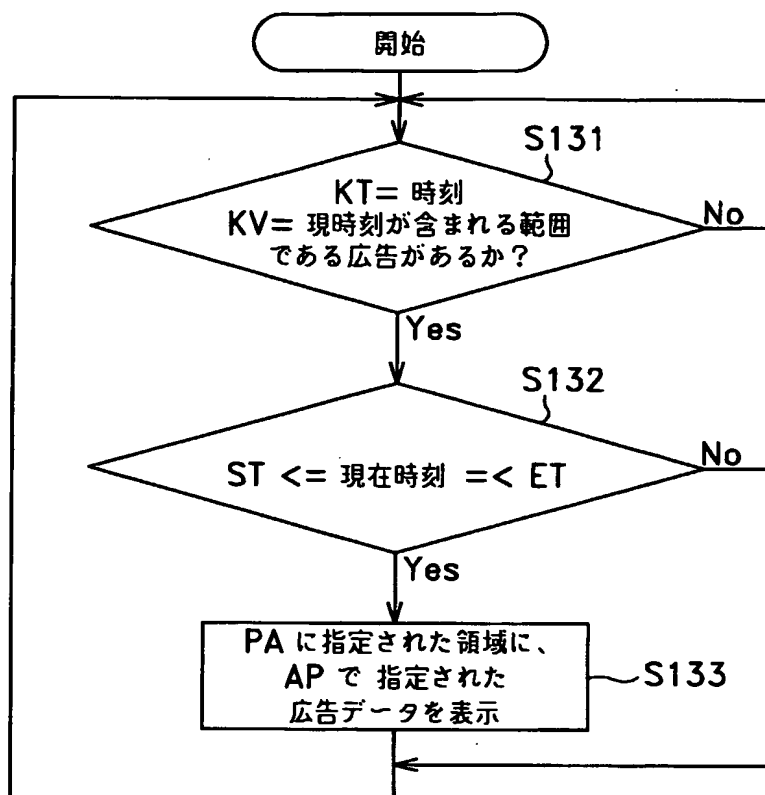 開始
S131
KT= 時刻
KV= 現時刻が含まれる範囲
である広告があるか?
No
Yes
S132
ST <= 現在時刻 =< ET
No
Yes
PA に指定された領域に、
AP で 指定された
広告データを表示
S133